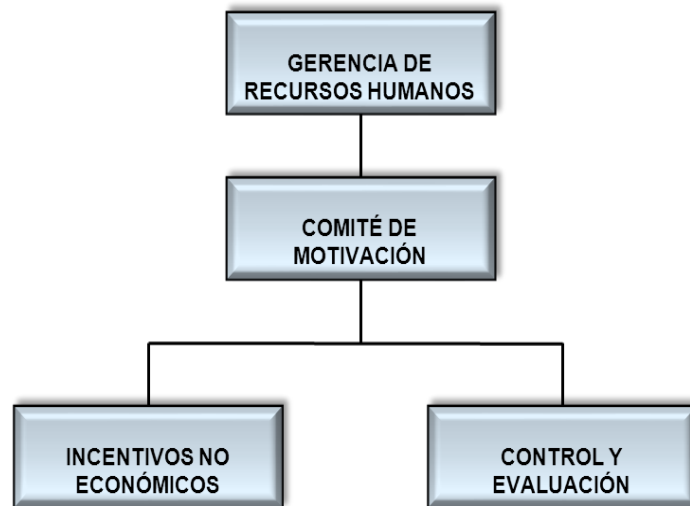 GERENCIA DE
RECURSOS HUMANOS
COMITÉ DE
MOTIVACIÓN
INCENTIVOS NO
ECONÓMICOS
CONTROL Y
EVALUACIÓN